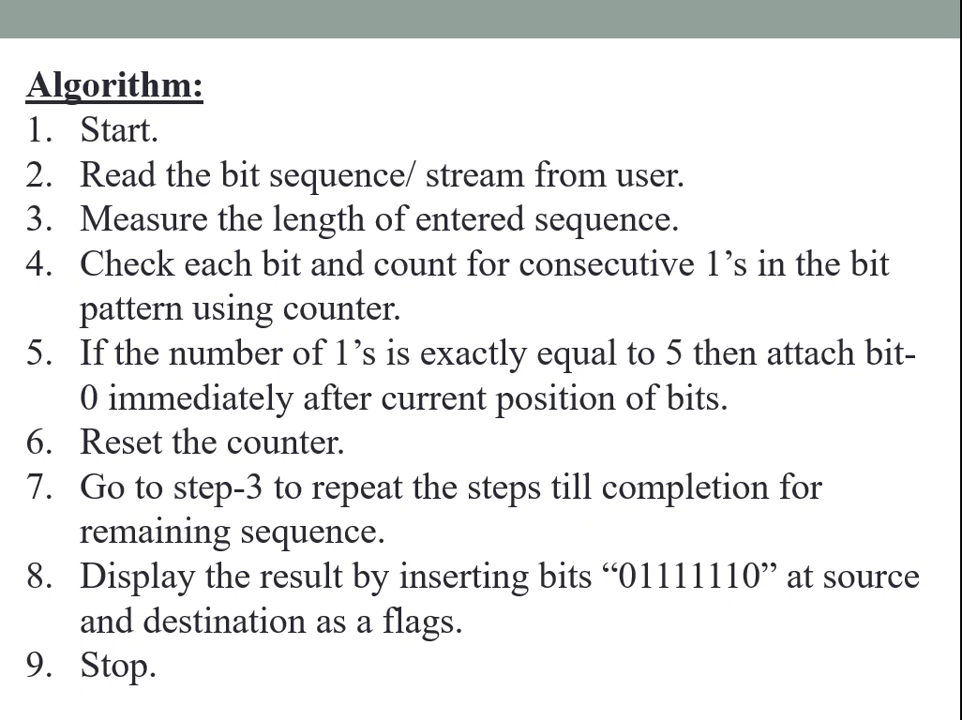 Algorithm:
1. Start.
2. Read the bit sequence/ stream from user.
3. Measure the length of entered sequence.
4. Check each bit and count for consecutive 1’s in the bit
pattern using counter.
5. If the number of 1’s is exactly equal to 5 then attach bit-
0 immediately after current position of bits.
6. Reset the counter.
7. Go to step-3 to repeat the steps till completion for
remaining sequence.
8. Display the result by inserting bits “01111110” at source
and destination as a flags.
9. Stop.